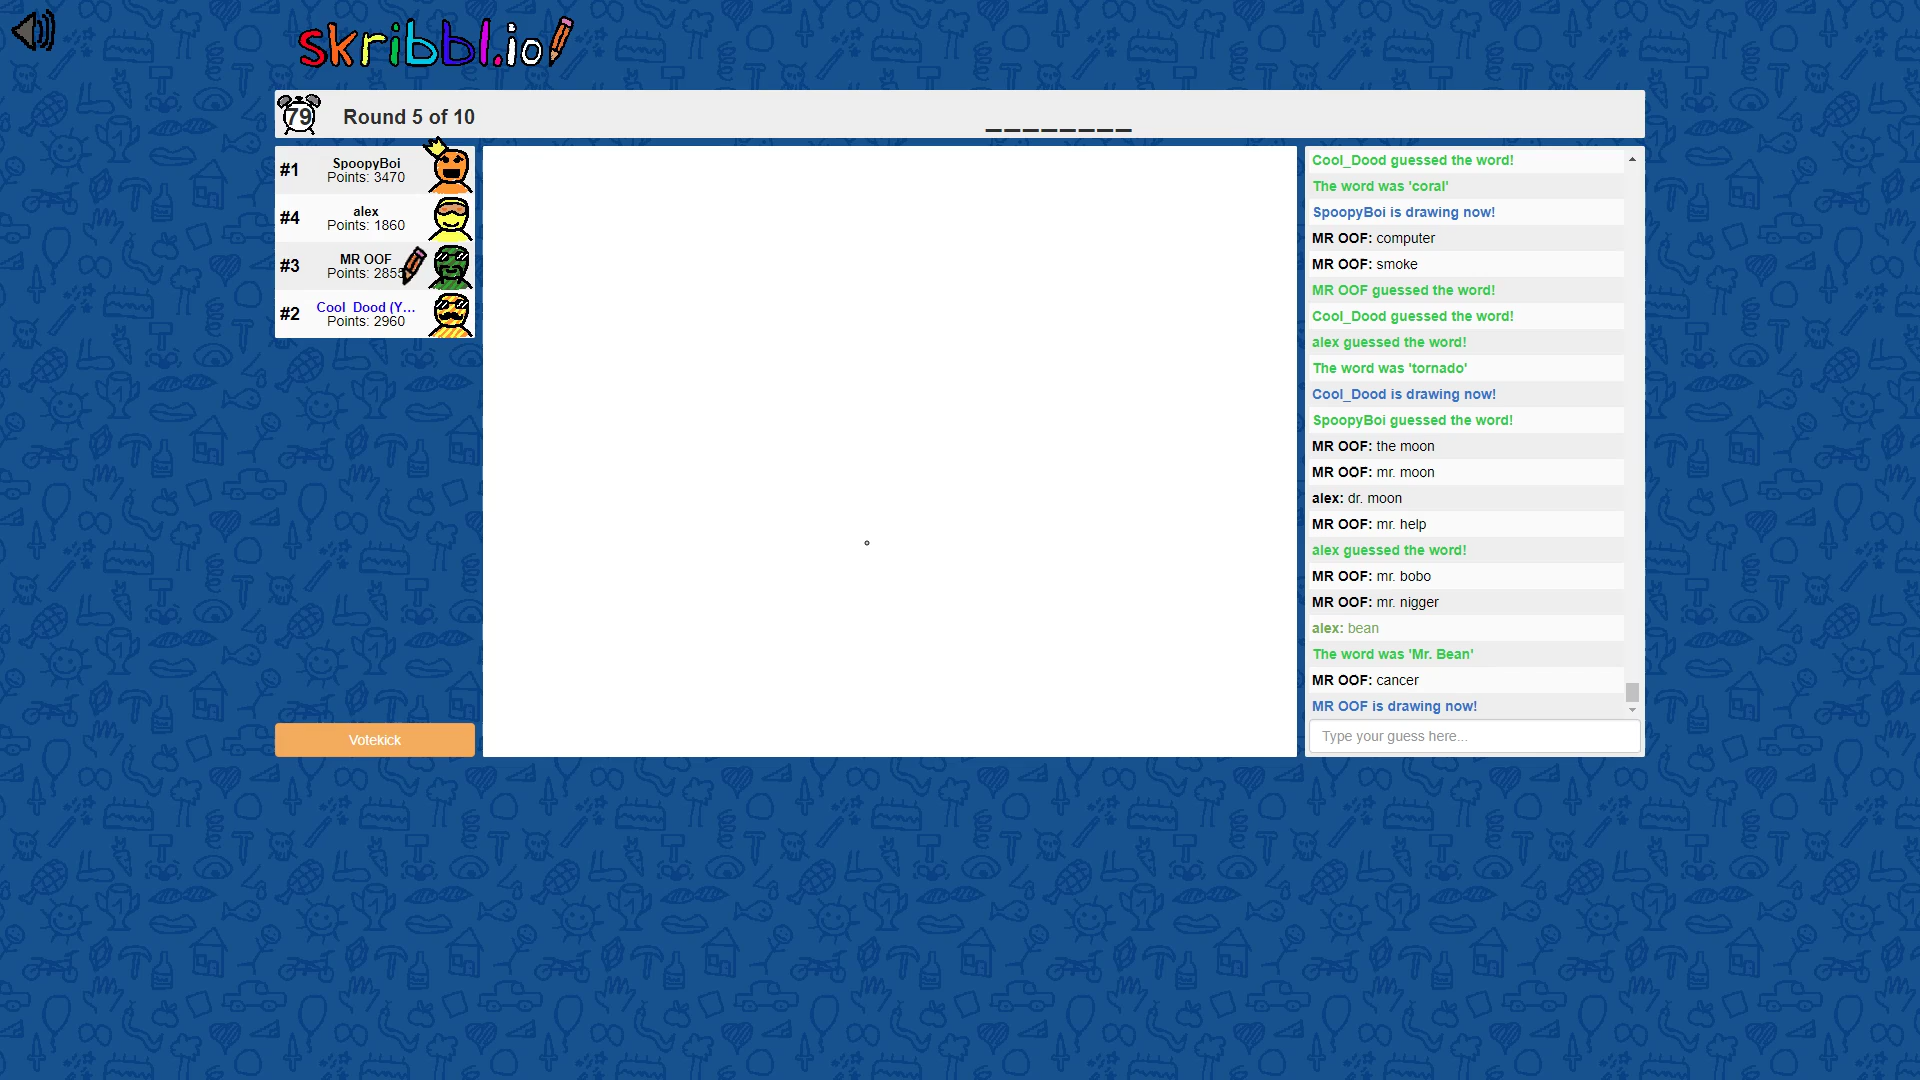 skribbl.io
79
Round 5 of 10
________
#1
SpoopyBoi
Points: 3470
#4
alex
Points: 1860
#3
MR OOF
Points: 2855
#2
Cool_Dood (Y...
Points: 2960
Votekick
Cool_Dood guessed the word!
The word was 'coral'
SpoopyBoi is drawing now!
MR OOF: computer
MR OOF: smoke
MR OOF guessed the word!
Cool_Dood guessed the word!
alex guessed the word!
The word was 'tornado'
Cool_Dood is drawing now!
SpoopyBoi guessed the word!
MR OOF: the moon
MR OOF: mr. moon
alex: dr. moon
MR OOF: mr. help
alex guessed the word!
MR OOF: mr. bobo
MR OOF: mr. nigger
alex: bean
The word was 'Mr. Bean'
MR OOF: cancer
MR OOF is drawing now!
Type your guess here...